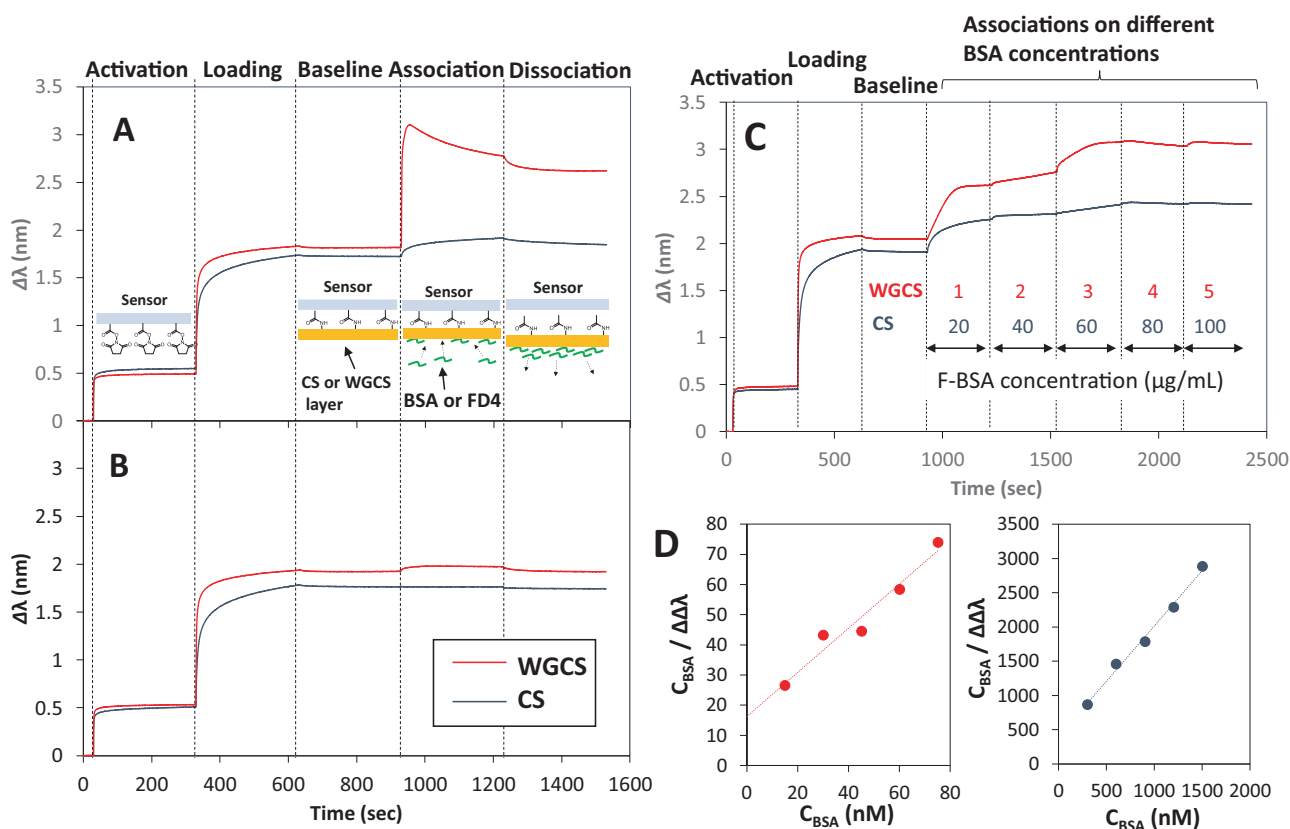 Activation Loading Baseline Association Dissociation
A
3.5
3
2.5
2
1.5
1
0.5
0
Δλ (nm)
Sensor
Sensor
Sensor
Sensor
CS or WGCS
layer
BSA or FD4
B
3
2.5
2
1.5
1
0.5
0
Δλ (nm)
WGCS
CS
0 200 400 600 800 1000 1200 1400 1600
Time (sec)
Associations on different
BSA concentrations
Activation
Loading
Baseline
C
3.5
3
2.5
2
1.5
1
0.5
0
Δλ (nm)
WGCS 1 2 3 4 5
CS 20 40 60 80 100
F-BSA concentration (µg/mL)
0 500 1000 1500 2000 2500
Time (sec)
D
80
70
60
50
40
30
20
10
0
C_BSA / ΔΔλ
0 20 40 60 80
C_BSA (nM)
3500
3000
2500
2000
1500
1000
500
0
C_BSA / ΔΔλ
0 500 1000 1500 2000
C_BSA (nM)